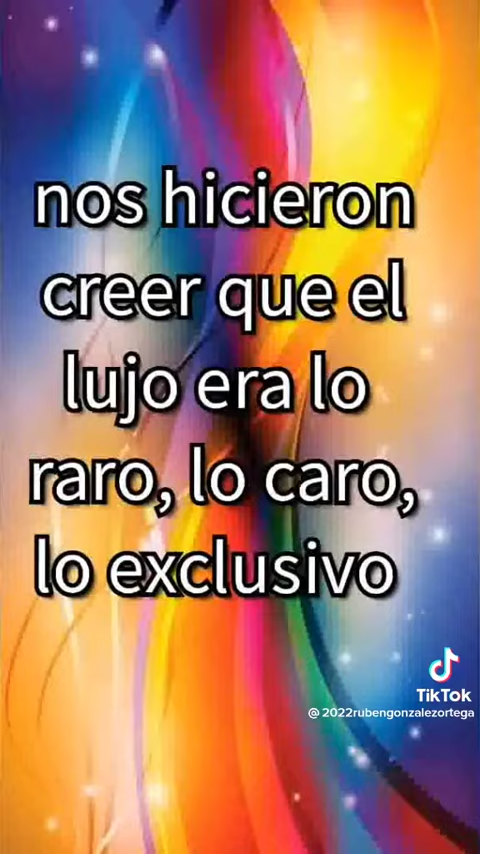 nos hicieron
creer que el
lujo era lo
raro, lo caro,
lo exclusivo
TikTok
@2022rubengonzalezortega